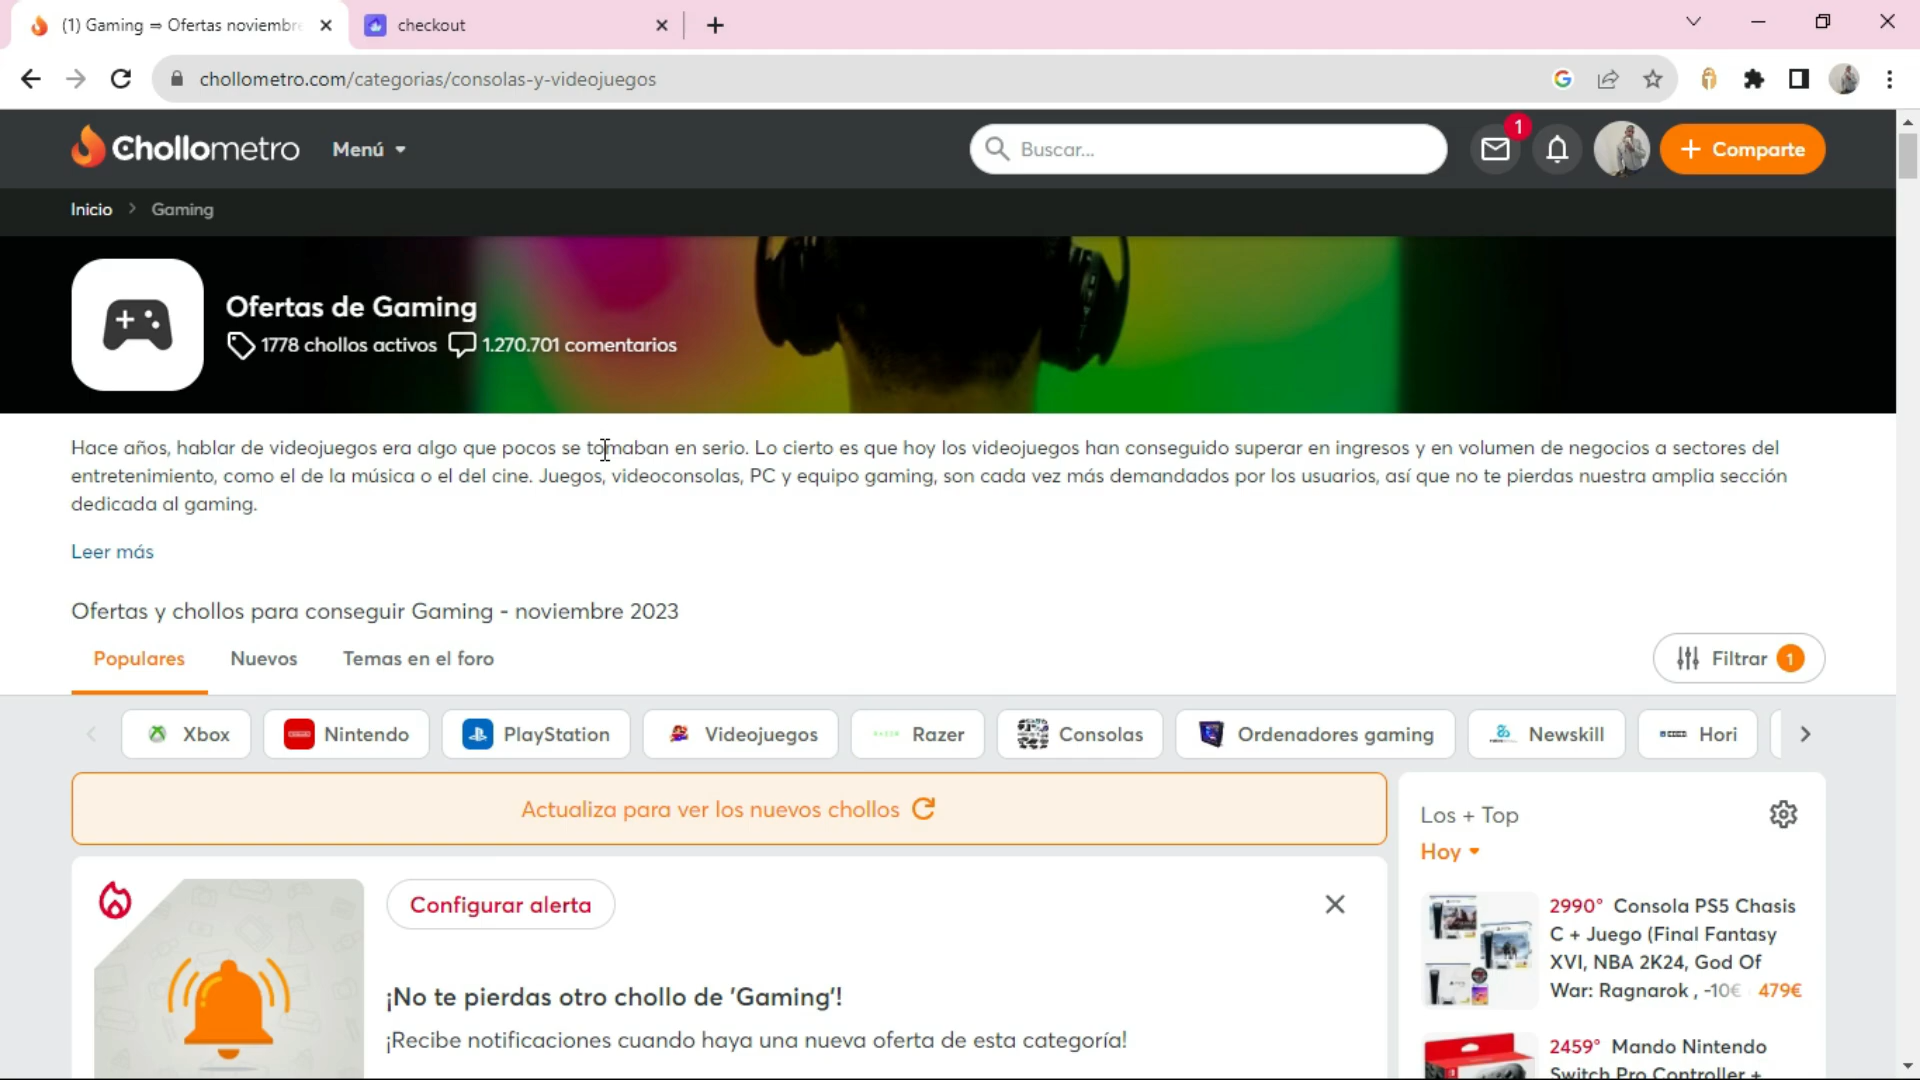 (1) Gaming ⇒ Ofertas noviembre
checkout
chollometro.com/categorias/consolas-y-videojuegos
Chollometro
Menú
Buscar...
1
+ Comparte
Inicio > Gaming
Ofertas de Gaming
1778 chollos activos
1.270.701 comentarios
Hace años, hablar de videojuegos era algo que pocos se tomaban en serio. Lo cierto es que hoy los videojuegos han conseguido superar en ingresos y en volumen de negocios a sectores del
entretenimiento, como el de la música o el del cine. Juegos, videoconsolas, PC y equipo gaming, son cada vez más demandados por los usuarios, así que no te pierdas nuestra amplia sección
dedicada al gaming.
Leer más
Ofertas y chollos para conseguir Gaming - noviembre 2023
Populares
Nuevos
Temas en el foro
Filtrar 1
Xbox
Nintendo
PlayStation
Videojuegos
Razer
Consolas
Ordenadores gaming
Newskill
Hori
Actualiza para ver los nuevos chollos
Configurar alerta
¡No te pierdas otro chollo de 'Gaming'!
¡Recibe notificaciones cuando haya una nueva oferta de esta categoría!
Los + Top
Hoy
2990° Consola PS5 Chasis
C + Juego (Final Fantasy
XVI, NBA 2K24, God Of
War: Ragnarok , -10€ 479€
2459° Mando Nintendo
Switch Pro Controller +